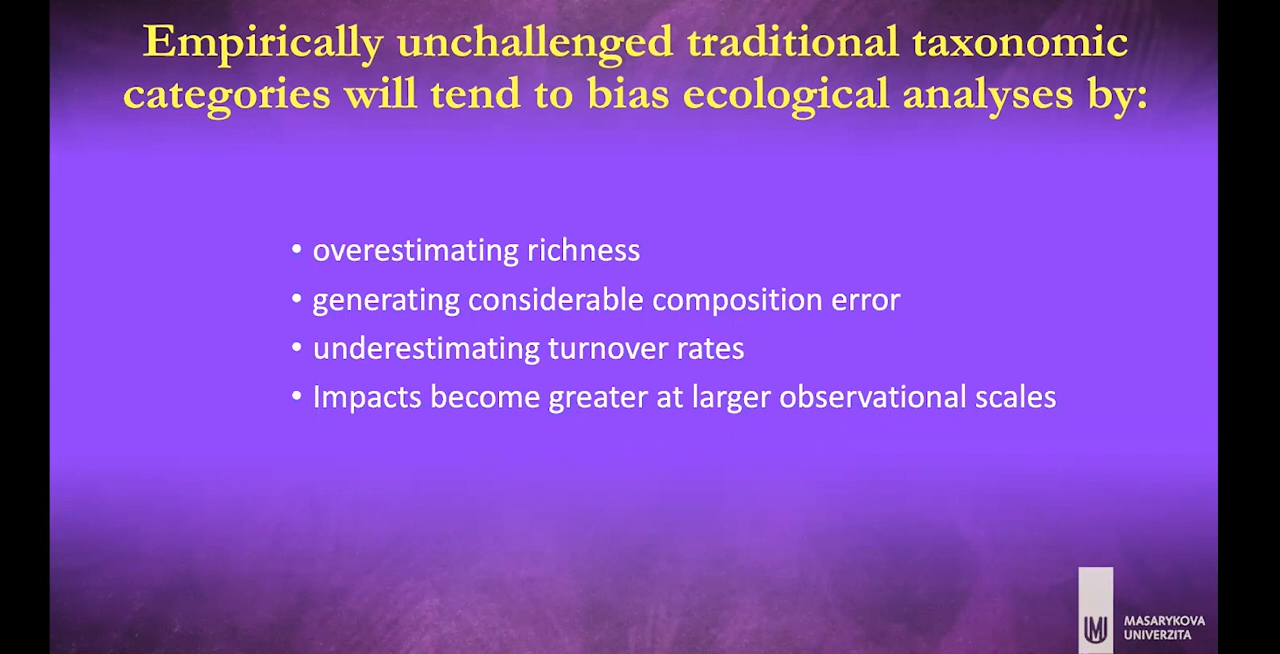 Empirically unchallenged traditional taxonomic
categories will tend to bias ecological analyses by:
• overestimating richness
• generating considerable composition error
• underestimating turnover rates
• Impacts become greater at larger observational scales
MUNI
MASARYKOVA
UNIVERZITA